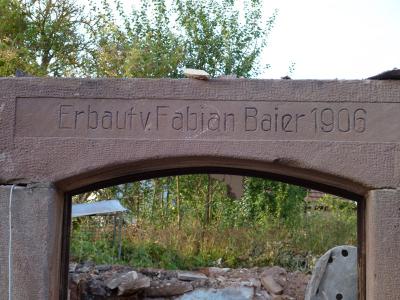 Erbaut v. Fabian Baier 1906